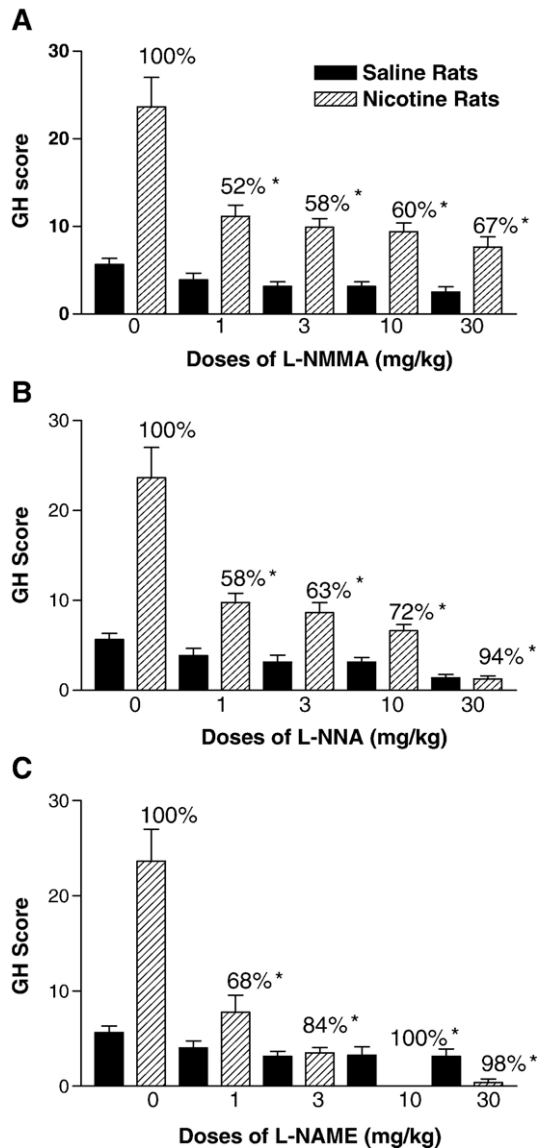 A
30
20
10
0
GH score
100%
52% *
58% *
60% *
67% *
Saline Rats
Nicotine Rats
0 1 3 10 30
Doses of L-NMMA (mg/kg)
B
30
20
10
0
GH Score
100%
58% *
63% *
72% *
94% *
0 1 3 10 30
Doses of L-NNA (mg/kg)
C
30
20
10
0
GH Score
100%
68% *
84% *
100% *
98% *
0 1 3 10 30
Doses of L-NAME (mg/kg)